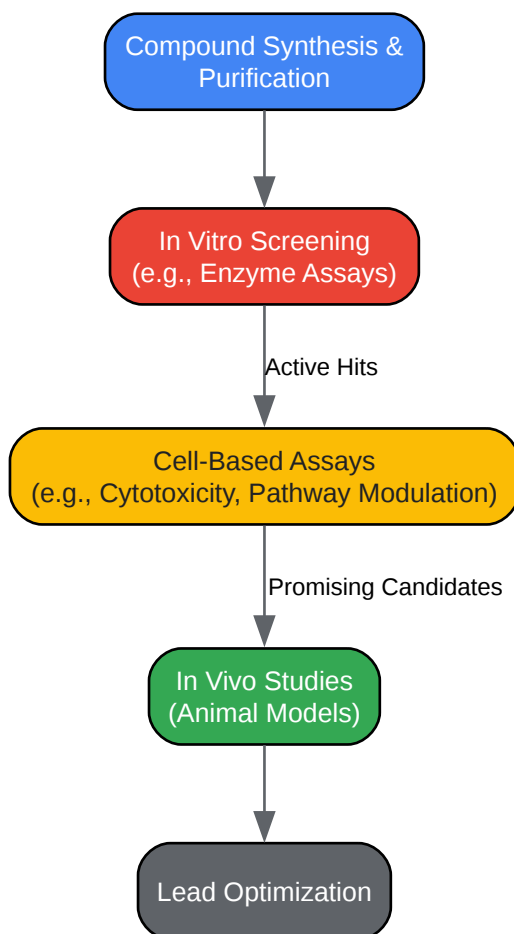 Compound Synthesis &
Purification
In Vitro Screening
(e.g., Enzyme Assays)
Active Hits
Cell-Based Assays
(e.g., Cytotoxicity, Pathway Modulation)
Promising Candidates
In Vivo Studies
(Animal Models)
Lead Optimization